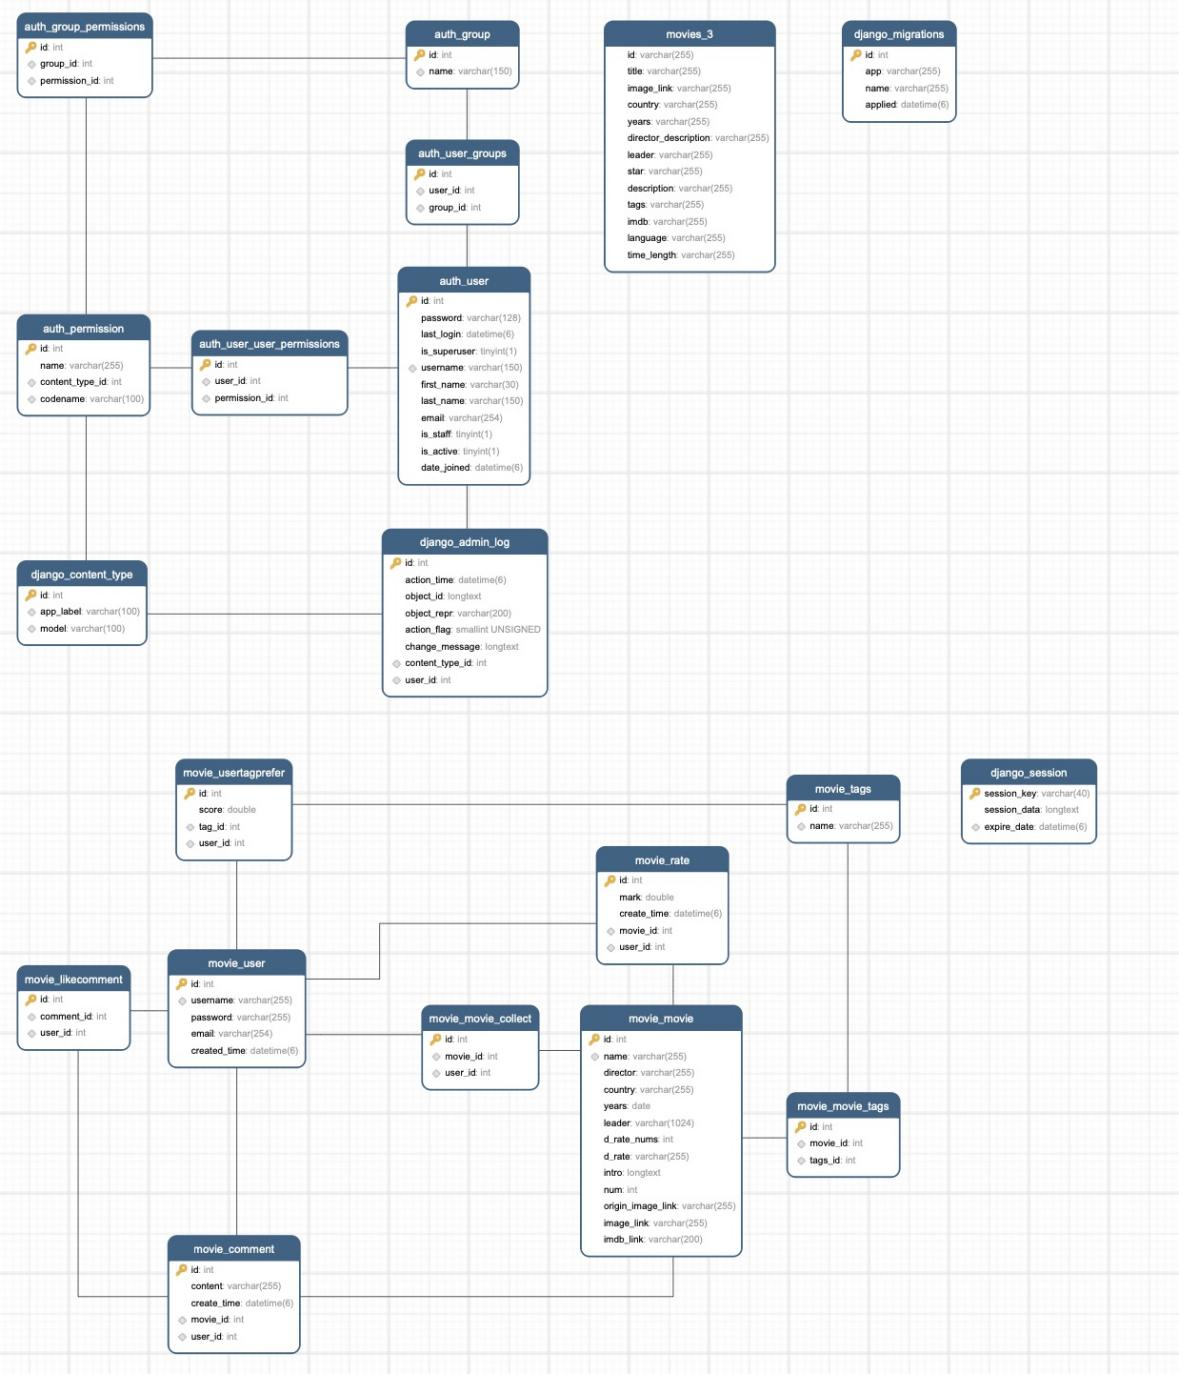 auth_group_permissions
id: int
group_id: int
permission_id: int
auth_group
id: int
name: varchar(150)
movies_3
id: varchar(255)
title: varchar(255)
image_link: varchar(255)
country: varchar(255)
years: varchar(255)
director_description: varchar(255)
leader: varchar(255)
star: varchar(255)
description: varchar(255)
tags: varchar(255)
imdb: varchar(255)
language: varchar(255)
time_length: varchar(255)
django_migrations
id: int
app: varchar(255)
name: varchar(255)
applied: datetime(6)
auth_user_groups
id: int
user_id: int
group_id: int
auth_user
id: int
password: varchar(128)
last_login: datetime(6)
is_superuser: tinyint(1)
username: varchar(150)
first_name: varchar(30)
last_name: varchar(150)
email: varchar(254)
is_staff: tinyint(1)
is_active: tinyint(1)
date_joined: datetime(6)
auth_permission
id: int
name: varchar(255)
content_type_id: int
codename: varchar(100)
auth_user_user_permissions
id: int
user_id: int
permission_id: int
django_content_type
id: int
app_label: varchar(100)
model: varchar(100)
django_admin_log
id: int
action_time: datetime(6)
object_id: longtext
object_repr: varchar(200)
action_flag: smallint UNSIGNED
change_message: longtext
content_type_id: int
user_id: int
movie_usertagprefer
id: int
score: double
tag_id: int
user_id: int
movie_tags
id: int
name: varchar(255)
django_session
session_key: varchar(40)
session_data: longtext
expire_date: datetime(6)
movie_rate
id: int
mark: double
create_time: datetime(6)
movie_id: int
user_id: int
movie_likecomment
id: int
comment_id: int
user_id: int
movie_user
id: int
username: varchar(255)
password: varchar(255)
email: varchar(254)
created_time: datetime(6)
movie_movie_collect
id: int
movie_id: int
user_id: int
movie_movie
id: int
name: varchar(255)
director: varchar(255)
country: varchar(255)
years: date
leader: varchar(1024)
d_rate_nums: int
d_rate: varchar(255)
intro: longtext
num: int
origin_image_link: varchar(255)
image_link: varchar(255)
imdb_link: varchar(200)
movie_movie_tags
id: int
movie_id: int
tags_id: int
movie_comment
id: int
content: varchar(255)
create_time: datetime(6)
movie_id: int
user_id: int